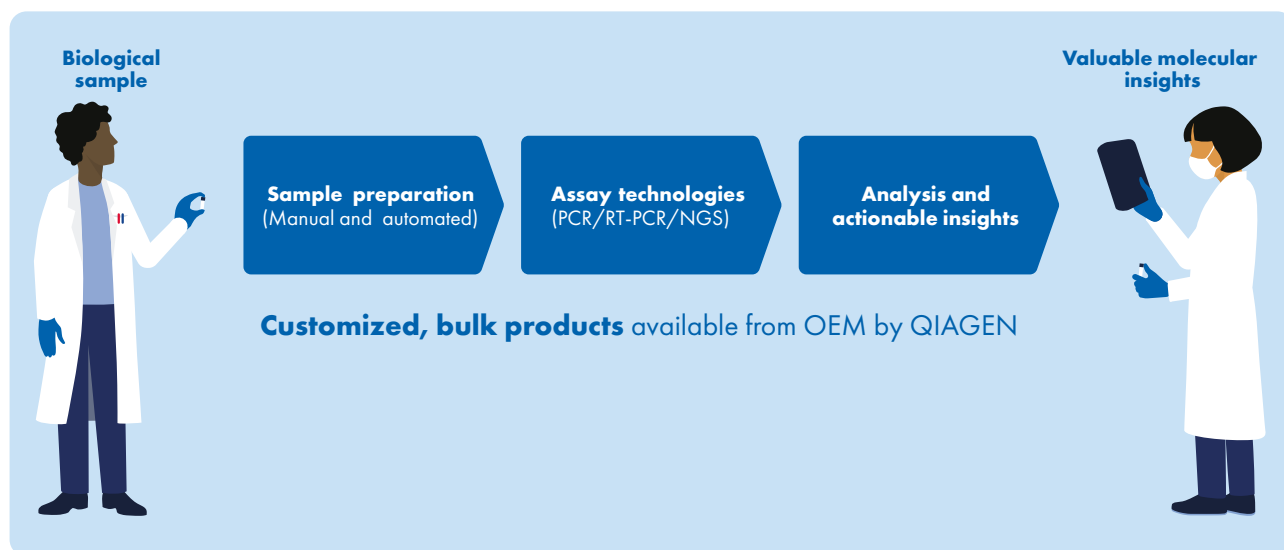 Biological
sample
Valuable molecular
insights
Sample preparation
(Manual and automated)
Assay technologies
(PCR/RT-PCR/NGS)
Analysis and
actionable insights
Customized, bulk products available from OEM by QIAGEN